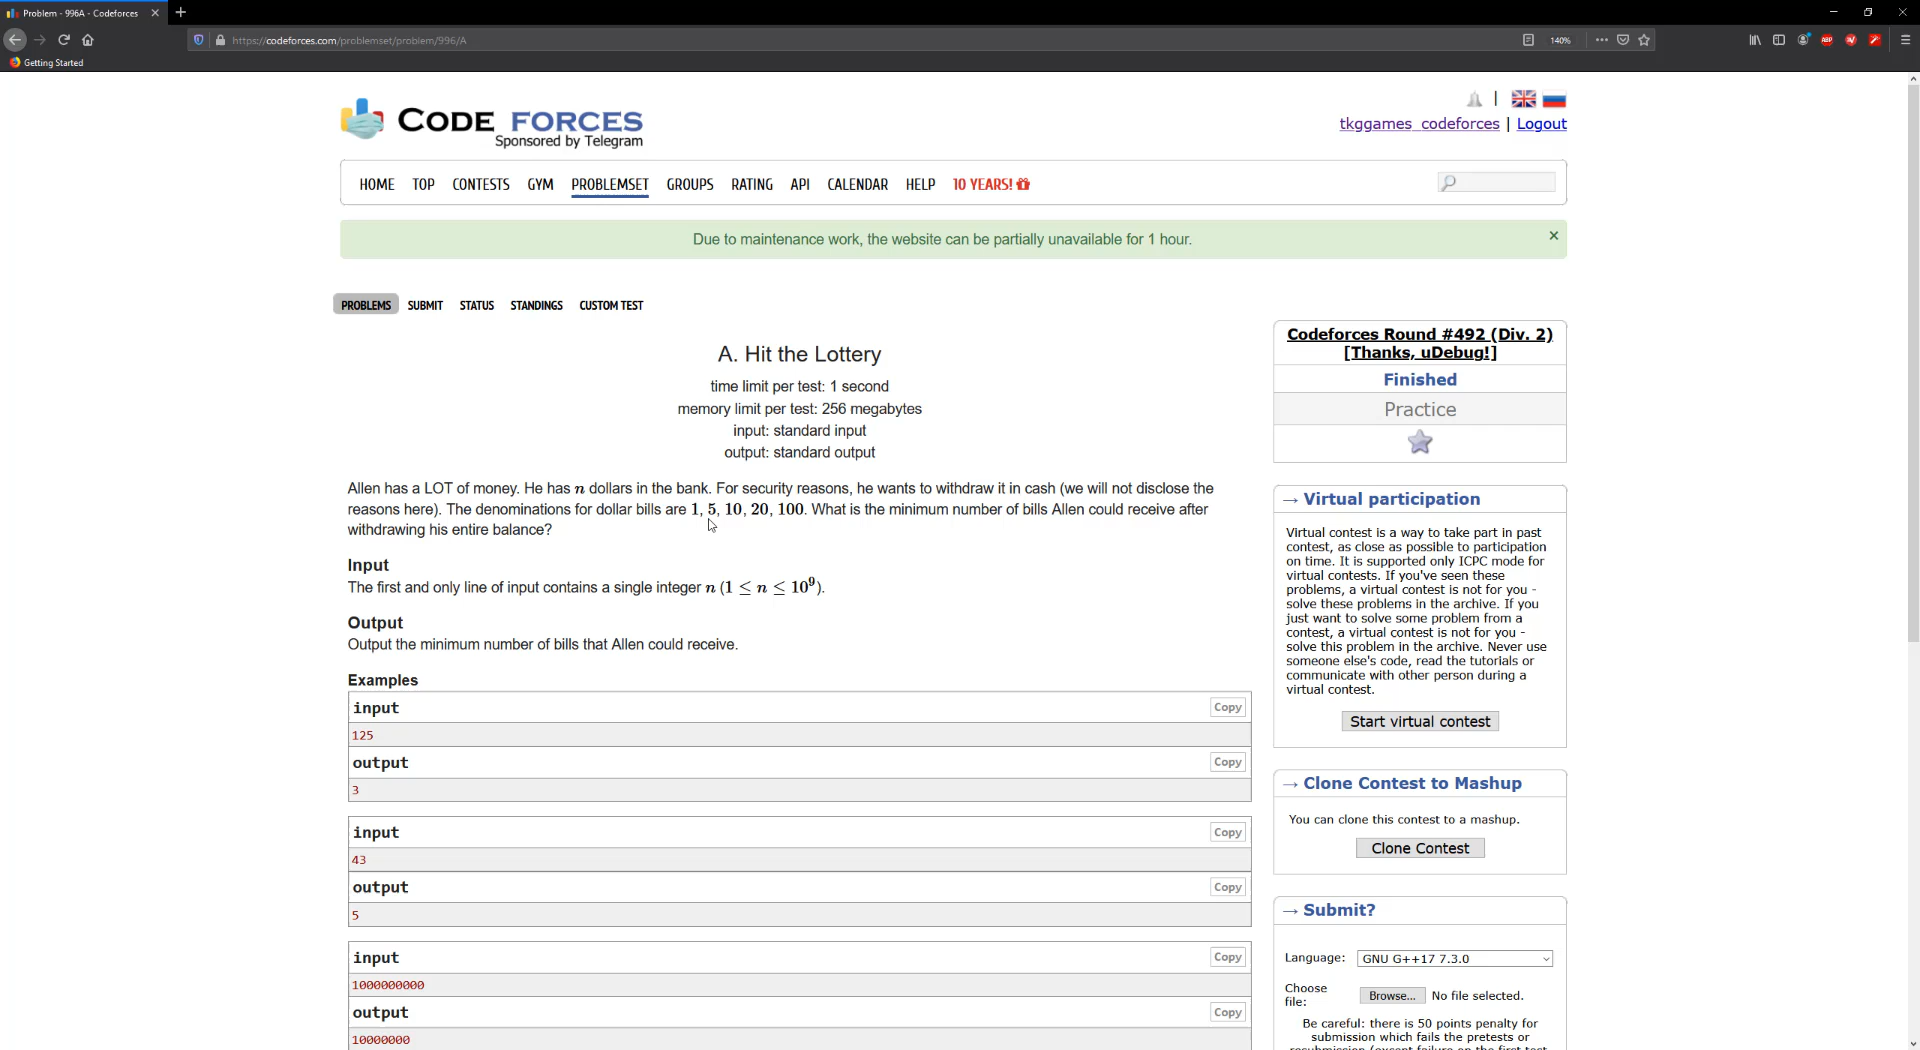 Problem - 996A - Codeforces
https://codeforces.com/problemset/problem/996/A
140%
ABP
Getting Started
CODE FORCES
Sponsored by Telegram
|
tkggames_codeforces | Logout
HOME TOP CONTESTS GYM PROBLEMSET GROUPS RATING API CALENDAR HELP 10 YEARS!
Due to maintenance work, the website can be partially unavailable for 1 hour.
×
PROBLEMS SUBMIT STATUS STANDINGS CUSTOM TEST
A. Hit the Lottery
time limit per test: 1 second
memory limit per test: 256 megabytes
input: standard input
output: standard output
Allen has a LOT of money. He has n dollars in the bank. For security reasons, he wants to withdraw it in cash (we will not disclose the
reasons here). The denominations for dollar bills are 1, 5, 10, 20, 100. What is the minimum number of bills Allen could receive after
withdrawing his entire balance?
Input
The first and only line of input contains a single integer n (1 ≤ n ≤ 10⁹).
Output
Output the minimum number of bills that Allen could receive.
Examples
input
Copy
125
output
Copy
3
input
Copy
43
output
Copy
5
input
Copy
1000000000
output
Copy
10000000
Codeforces Round #492 (Div. 2)
[Thanks, uDebug!]
Finished
Practice
→ Virtual participation
Virtual contest is a way to take part in past
contest, as close as possible to participation
on time. It is supported only ICPC mode for
virtual contests. If you've seen these
problems, a virtual contest is not for you -
solve these problems in the archive. If you
just want to solve some problem from a
contest, a virtual contest is not for you -
solve this problem in the archive. Never use
someone else's code, read the tutorials or
communicate with other person during a
virtual contest.
Start virtual contest
→ Clone Contest to Mashup
You can clone this contest to a mashup.
Clone Contest
→ Submit?
Language: GNU G++17 7.3.0
Choose
file:
Browse... No file selected.
Be careful: there is 50 points penalty for
submission which fails the pretests or
resubmission (except failure on the first test,